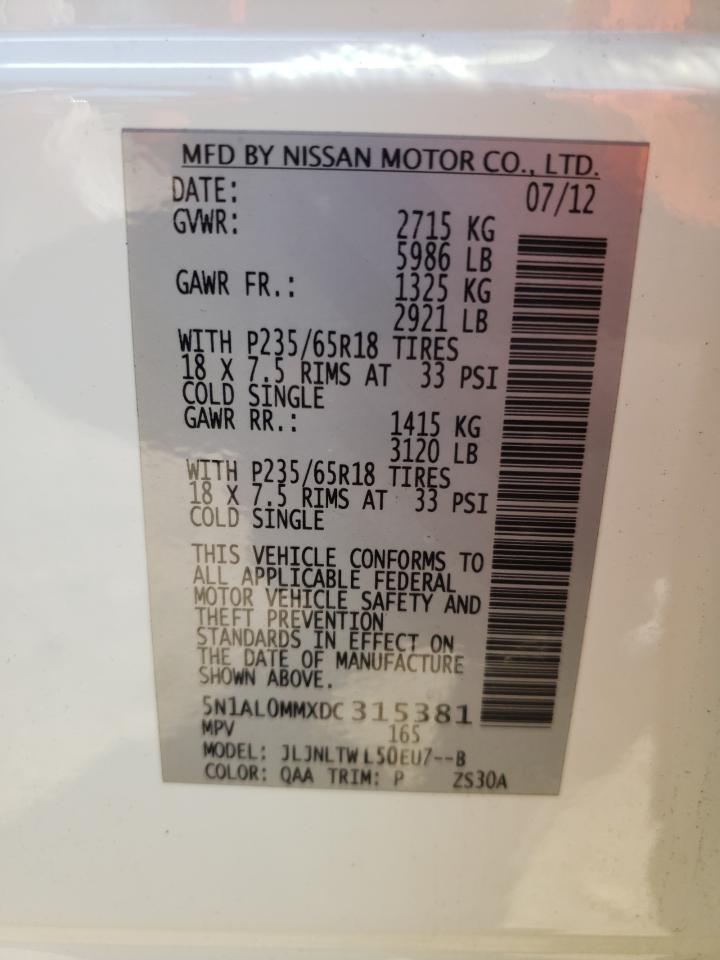 MFD BY NISSAN MOTOR CO., LTD.
DATE: 07/12
GVWR: 2715 KG
5986 LB
GAWR FR.: 1325 KG
2921 LB
WITH P235/65R18 TIRES
18 X 7.5 RIMS AT 33 PSI
COLD SINGLE
GAWR RR.: 1415 KG
3120 LB
WITH P235/65R18 TIRES
18 X 7.5 RIMS AT 33 PSI
COLD SINGLE
THIS VEHICLE CONFORMS TO
ALL APPLICABLE FEDERAL
MOTOR VEHICLE SAFETY AND
THEFT PREVENTION
STANDARDS IN EFFECT ON
THE DATE OF MANUFACTURE
SHOWN ABOVE.
5N1AL0MMXDC315381
MPV 165
MODEL: JLJNLTWL50EU7--B
COLOR: QAA TRIM: P ZS30A